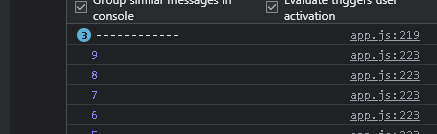 Group similar messages in
console
Evaluate triggers user
activation
3 ------------ app.js:219
9 app.js:223
8 app.js:223
7 app.js:223
6 app.js:223